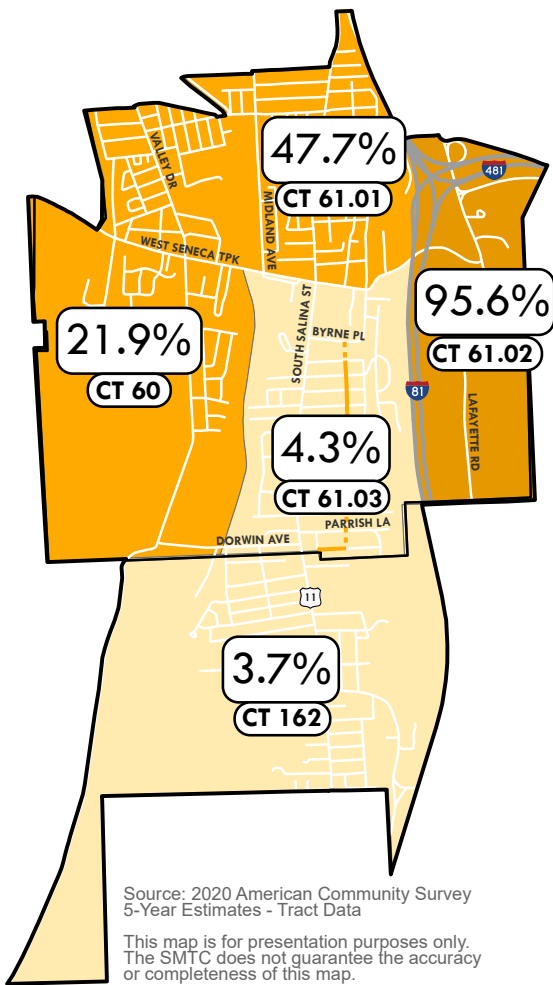 VALLEY DR
47.7%
CT 61.01
481
MIDLAND AVE
WEST SENECA TPK
95.6%
CT 61.02
SOUTH SALINA ST
BYRNE PL
21.9%
CT 60
81
LAFAYETTE RD
4.3%
CT 61.03
PARRISH LA
DORWIN AVE
11
3.7%
CT 162
Source: 2020 American Community Survey
5-Year Estimates - Tract Data
This map is for presentation purposes only.
The SMTC does not guarantee the accuracy
or completeness of this map.